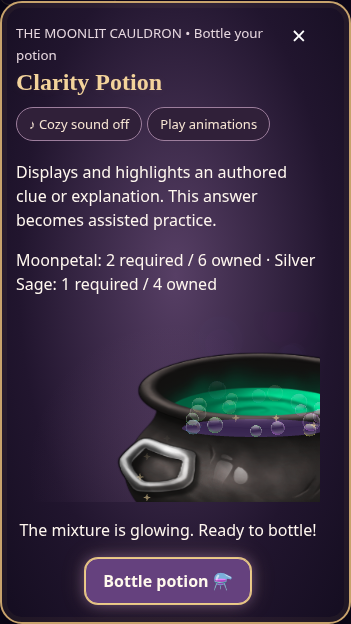 THE MOONLIT CAULDRON • Bottle your
potion
✕
Clarity Potion
♪ Cozy sound off
Play animations
Displays and highlights an authored
clue or explanation. This answer
becomes assisted practice.
Moonpetal: 2 required / 6 owned · Silver
Sage: 1 required / 4 owned
The mixture is glowing. Ready to bottle!
Bottle potion ⚗️